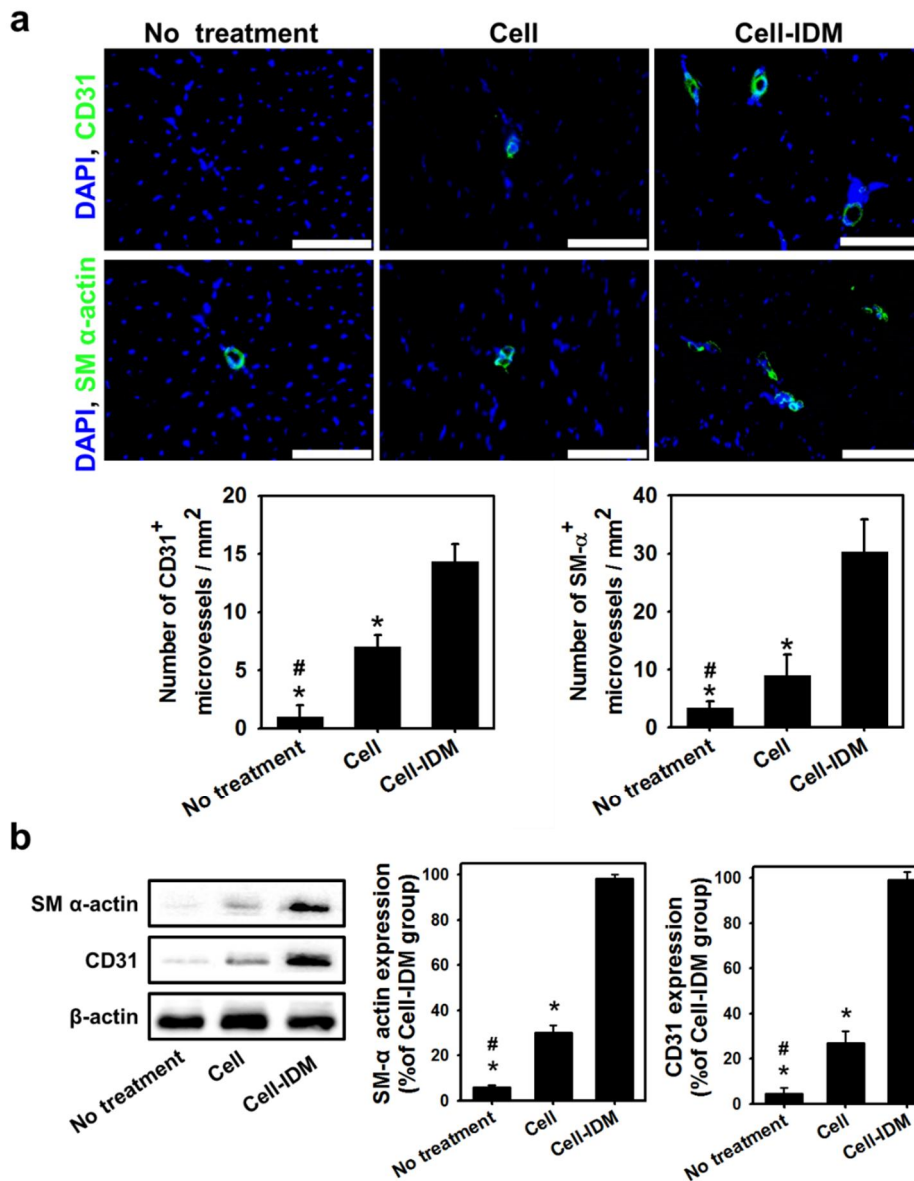 a
No treatment
Cell
Cell-IDM
DAPI, CD31
DAPI, SM α-actin
Number of CD31+
microvessels / mm2
20
15
10
5
0
#
*
*
No treatment
Cell
Cell-IDM
Number of SM-α+
microvessels / mm2
40
30
20
10
0
#
*
*
No treatment
Cell
Cell-IDM
b
SM α-actin
CD31
β-actin
No treatment
Cell
Cell-IDM
SM-α actin expression
(%of Cell-IDM group)
100
80
60
40
20
0
#
*
*
No treatment
Cell
Cell-IDM
CD31 expression
(%of Cell-IDM group)
100
80
60
40
20
0
#
*
*
No treatment
Cell
Cell-IDM